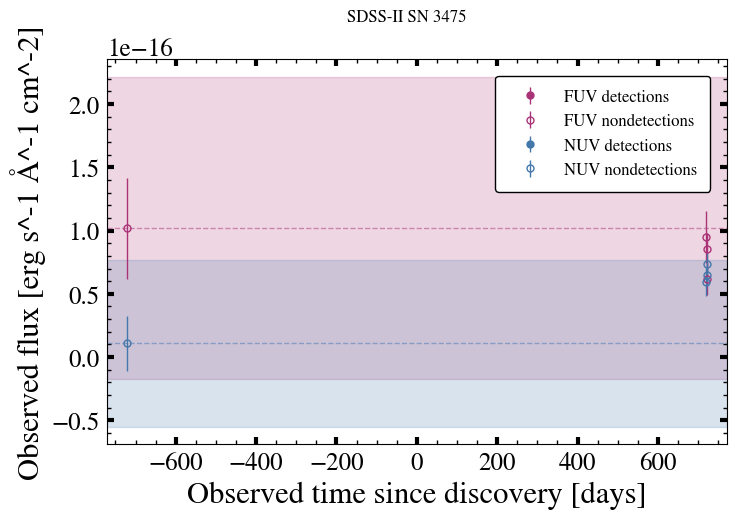 SDSS-II SN 3475
1e−16
Observed flux [erg s^-1 Å^-1 cm^-2]
2.0
1.5
1.0
0.5
0.0
−0.5
FUV detections
FUV nondetections
NUV detections
NUV nondetections
−600 −400 −200 0 200 400 600
Observed time since discovery [days]